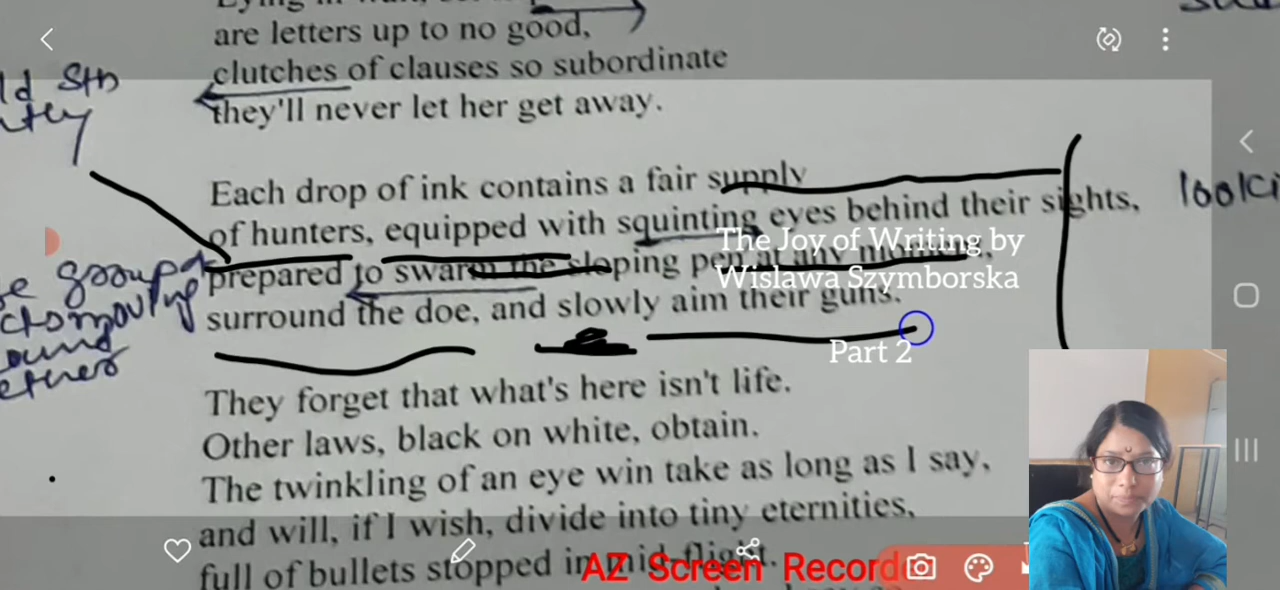 are letters up to no good,
clutches of clauses so subordinate
they'll never let her get away.
Each drop of ink contains a fair supply
of hunters, equipped with squinting eyes behind their sights,
prepared to swarm the sloping pen at any moment,
surround the doe, and slowly aim their guns.
They forget that what's here isn't life.
Other laws, black on white, obtain.
The twinkling of an eye win take as long as I say,
and will, if I wish, divide into tiny eternities,
full of bullets stopped in mid-flight.
The Joy of Writing by
Wislawa Szymborska
Part 2
AZ Screen Recorde